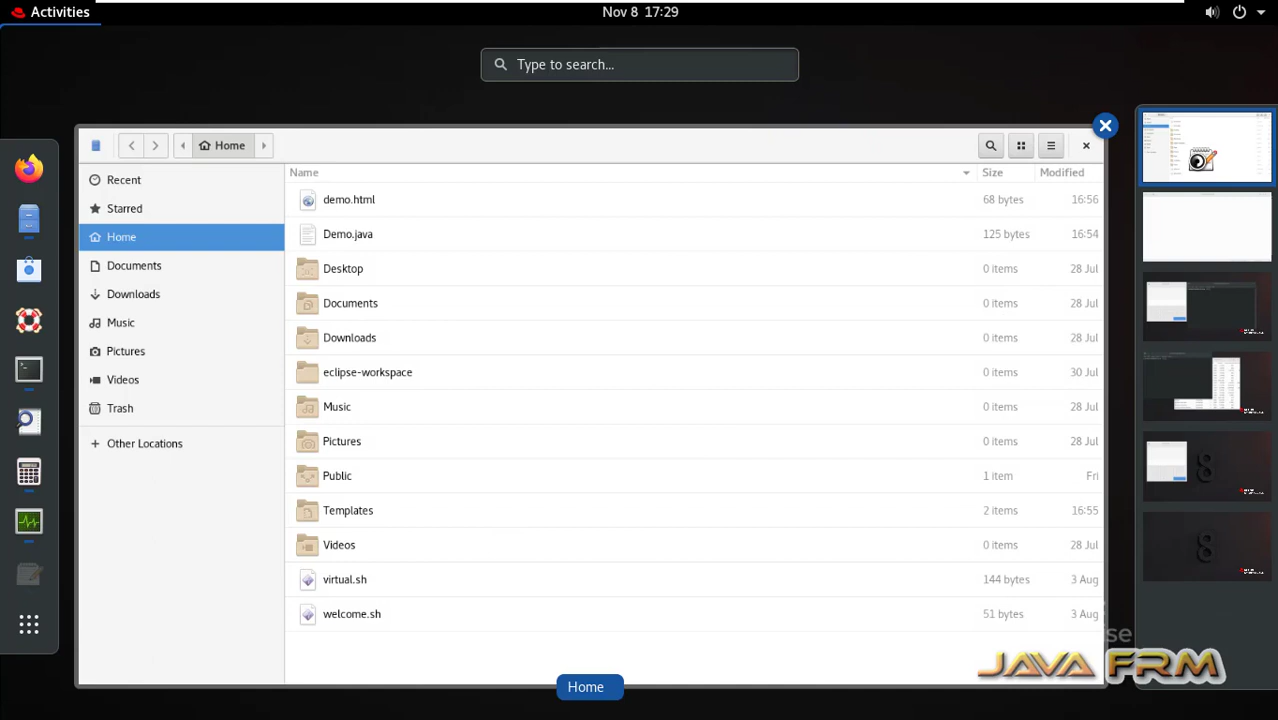 Activities
Nov 8 17:29
Type to search...
Home
Name
Size
Modified
Recent
Starred
Home
Documents
Downloads
Music
Pictures
Videos
Trash
Other Locations
demo.html 68 bytes 16:56
Demo.java 125 bytes 16:54
Desktop 0 items 28 Jul
Documents 0 items 28 Jul
Downloads 0 items 28 Jul
eclipse-workspace 0 items 30 Jul
Music 0 items 28 Jul
Pictures 0 items 28 Jul
Public 1 item Fri
Templates 2 items 16:55
Videos 0 items 28 Jul
virtual.sh 144 bytes 3 Aug
welcome.sh 51 bytes 3 Aug
Home
JAVA FRM